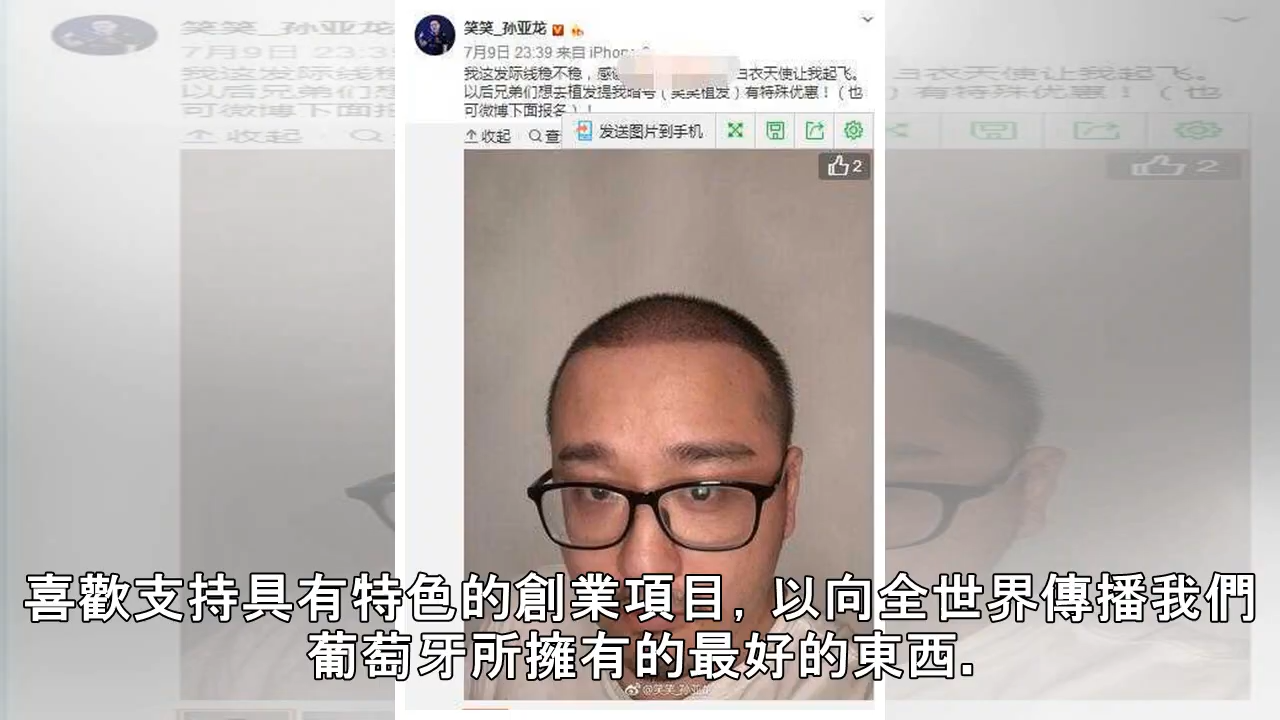 笑笑_孙亚龙
7月9日 23:39 来自 iPhone
我这发际线稳不稳，感谢 白衣天使让我起飞。
以后兄弟们想去植发提我暗号（笑笑植发）有特殊优惠！（也
可微博下面报名）！
收起 查
发送图片到手机
2
喜歡支持具有特色的創業項目, 以向全世界傳播我們
葡萄牙所擁有的最好的東西.
@笑笑_孙亚龙